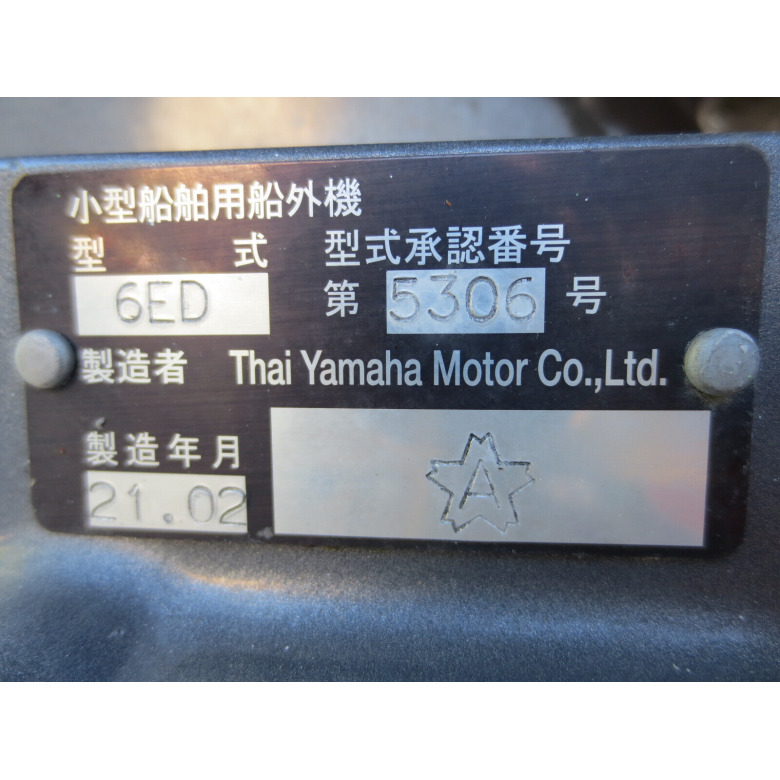 小型船舶用船外機
型 式 型式承認番号
6ED 第 5306 号
製造者 Thai Yamaha Motor Co.,Ltd.
製造年月
21.02
A